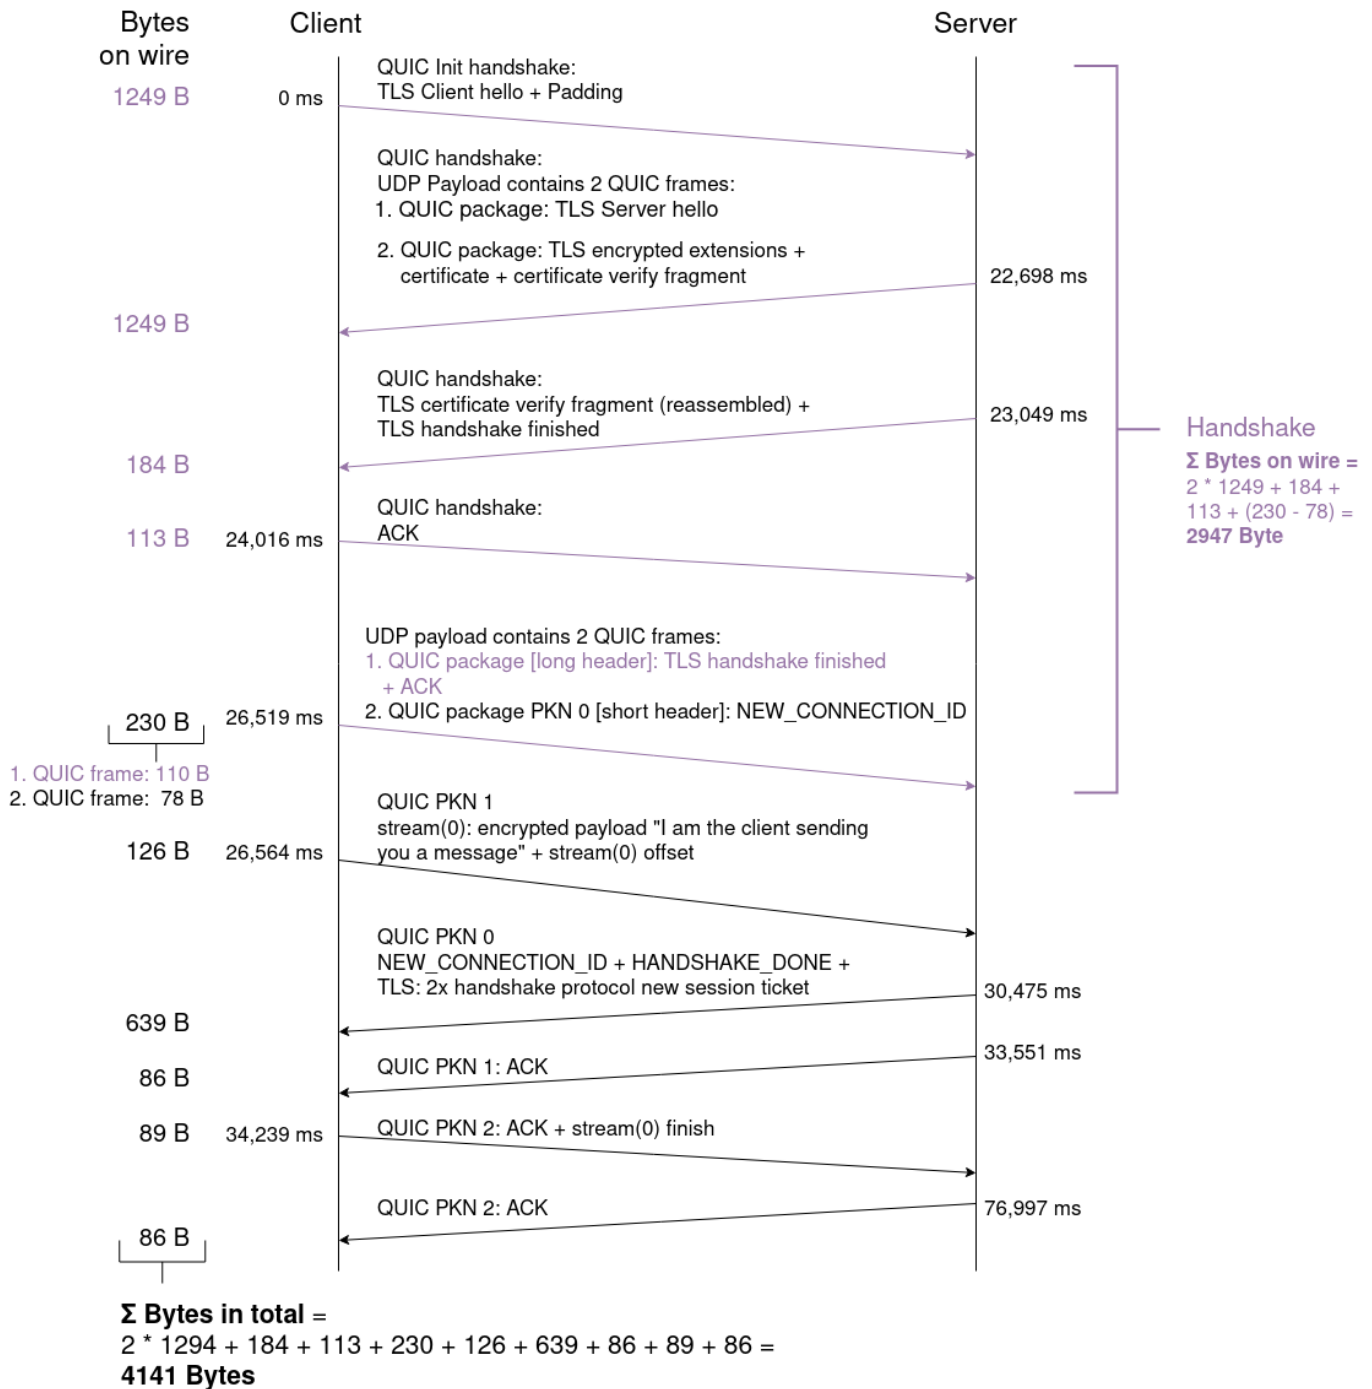 Bytes
on wire
Client
Server
QUIC Init handshake:
1249 B
0 ms
TLS Client hello + Padding
QUIC handshake:
UDP Payload contains 2 QUIC frames:
1. QUIC package: TLS Server hello
2. QUIC package: TLS encrypted extensions +
certificate + certificate verify fragment
22,698 ms
1249 B
QUIC handshake:
TLS certificate verify fragment (reassembled) +
TLS handshake finished
23,049 ms
184 B
Handshake
Σ Bytes on wire =
2 * 1249 + 184 +
113 + (230 - 78) =
2947 Byte
QUIC handshake:
ACK
113 B
24,016 ms
UDP payload contains 2 QUIC frames:
1. QUIC package [long header]: TLS handshake finished
+ ACK
2. QUIC package PKN 0 [short header]: NEW_CONNECTION_ID
230 B
26,519 ms
1. QUIC frame: 110 B
2. QUIC frame: 78 B
QUIC PKN 1
stream(0): encrypted payload "I am the client sending
you a message" + stream(0) offset
126 B
26,564 ms
QUIC PKN 0
NEW_CONNECTION_ID + HANDSHAKE_DONE +
TLS: 2x handshake protocol new session ticket
30,475 ms
639 B
33,551 ms
86 B
QUIC PKN 1: ACK
89 B
34,239 ms
QUIC PKN 2: ACK + stream(0) finish
QUIC PKN 2: ACK
76,997 ms
86 B
Σ Bytes in total =
2 * 1294 + 184 + 113 + 230 + 126 + 639 + 86 + 89 + 86 =
4141 Bytes